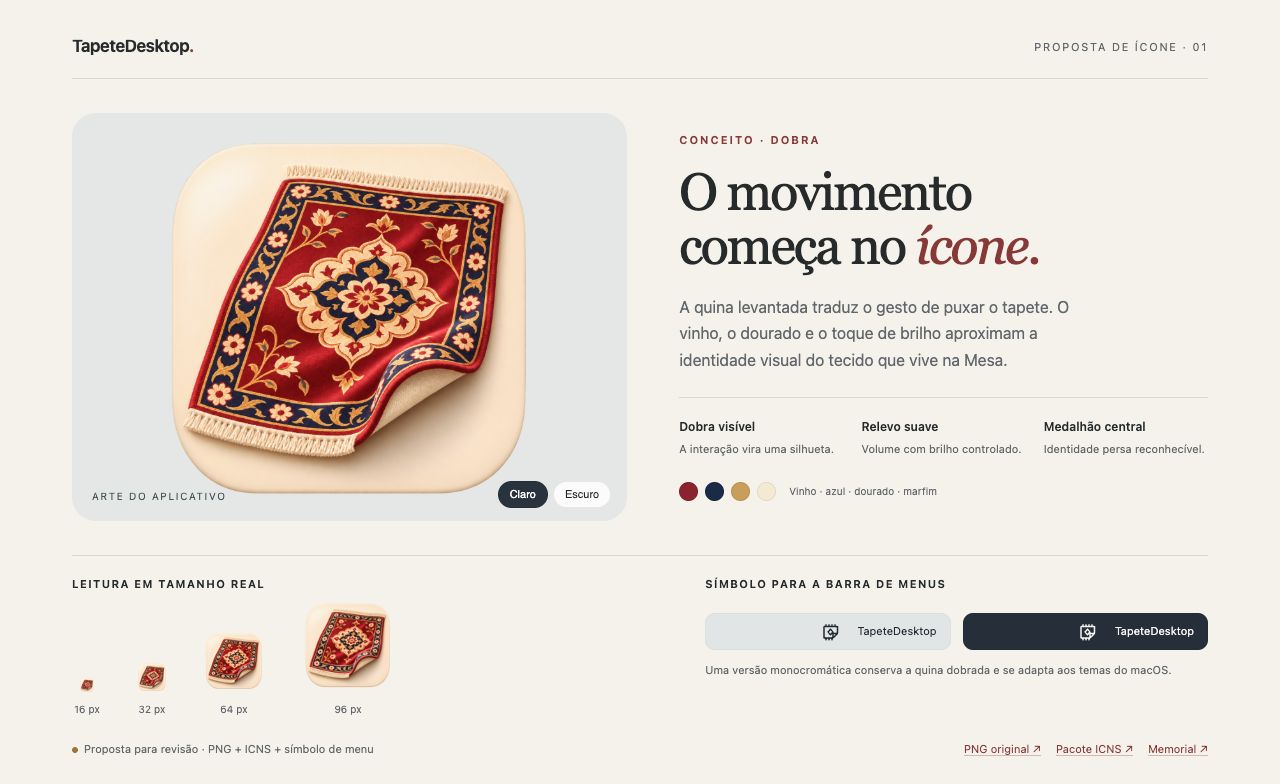 TapeteDesktop.
PROPOSTA DE ÍCONE · 01
ARTE DO APLICATIVO
Claro
Escuro
CONCEITO · DOBRA
O movimento
começa no ícone.
A quina levantada traduz o gesto de puxar o tapete. O
vinho, o dourado e o toque de brilho aproximam a
identidade visual do tecido que vive na Mesa.
Dobra visível
A interação vira uma silhueta.
Relevo suave
Volume com brilho controlado.
Medalhão central
Identidade persa reconhecível.
Vinho · azul · dourado · marfim
LEITURA EM TAMANHO REAL
16 px
32 px
64 px
96 px
SÍMBOLO PARA A BARRA DE MENUS
TapeteDesktop
TapeteDesktop
Uma versão monocromática conserva a quina dobrada e se adapta aos temas do macOS.
Proposta para revisão · PNG + ICNS + símbolo de menu
PNG original ↗
Pacote ICNS ↗
Memorial ↗